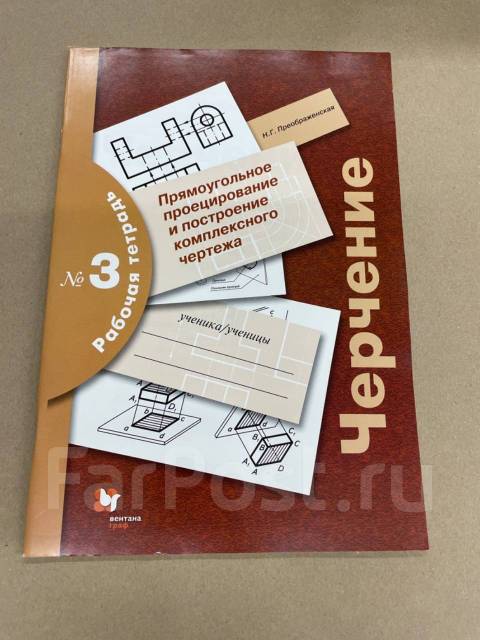 Н.Г. Преображенская
Прямоугольное
проецирование
и построение
комплексного
чертежа
№ 3
Рабочая тетрадь
Черчение
ученика/ученицы
вентана
граф
FarPost.ru